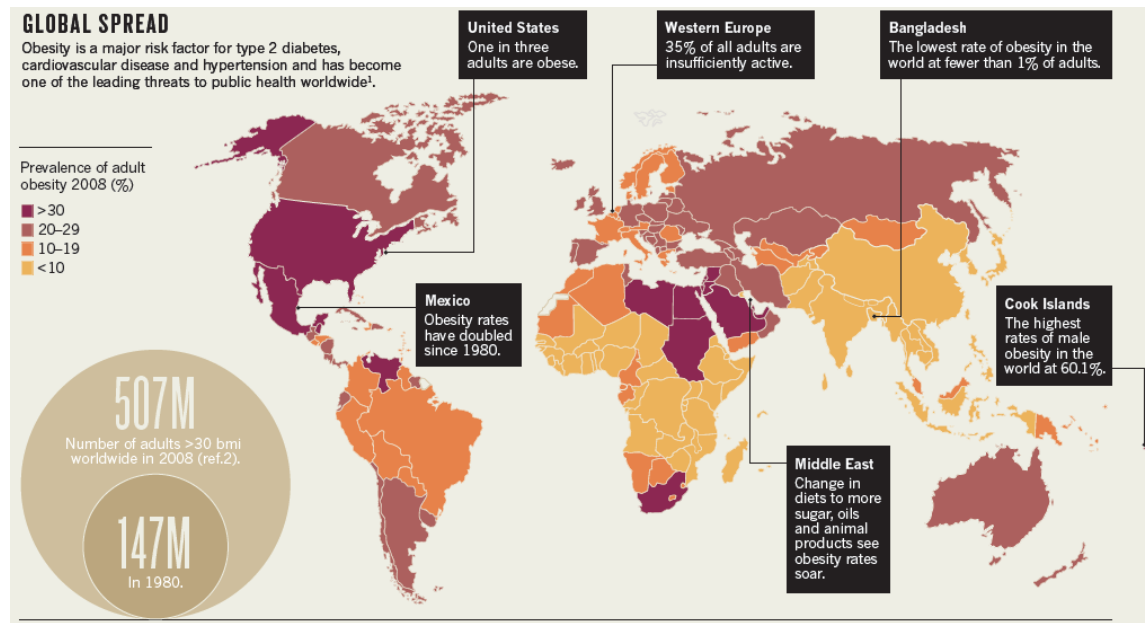 GLOBAL SPREAD
Obesity is a major risk factor for type 2 diabetes,
cardiovascular disease and hypertension and has become
one of the leading threats to public health worldwide¹.
United States
One in three
adults are obese.
Western Europe
35% of all adults are
insufficiently active.
Bangladesh
The lowest rate of obesity in the
world at fewer than 1% of adults.
Prevalence of adult
obesity 2008 (%)
>30
20–29
10–19
<10
Mexico
Obesity rates
have doubled
since 1980.
Cook Islands
The highest
rates of male
obesity in the
world at 60.1%.
507M
Number of adults >30 bmi
worldwide in 2008 (ref.2).
147M
In 1980.
Middle East
Change in
diets to more
sugar, oils
and animal
products see
obesity rates
soar.